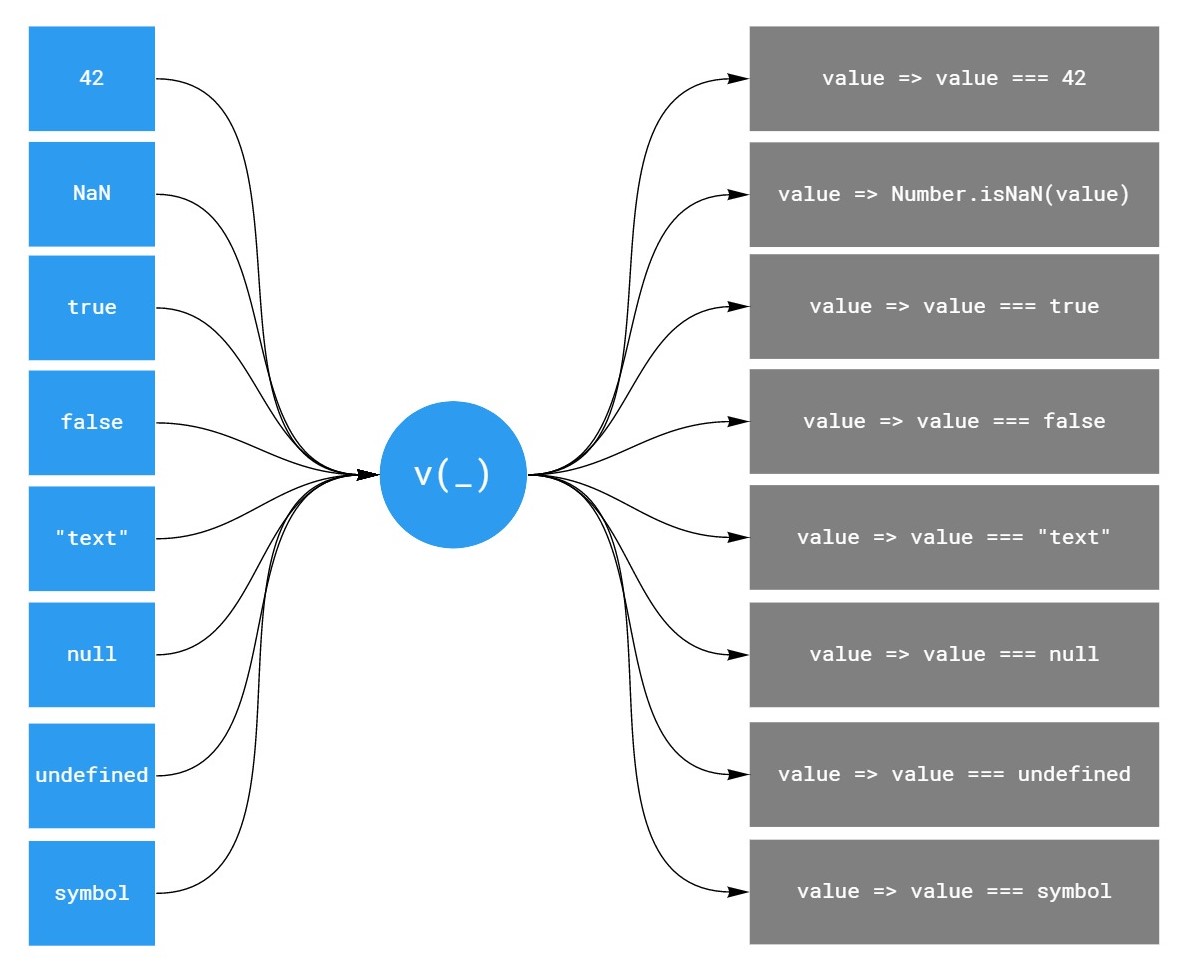 42
NaN
true
false
"text"
null
undefined
symbol
v(_)
value => value === 42
value => Number.isNaN(value)
value => value === true
value => value === false
value => value === "text"
value => value === null
value => value === undefined
value => value === symbol